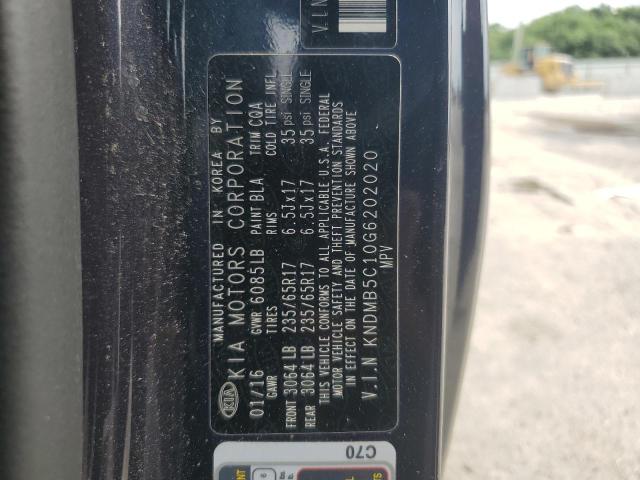 MANUFACTURED IN KOREA BY
KIA KIA MOTORS CORPORATION
01/16 GVWR 6085LB PAINT BLA TRIM CQA
GAWR TIRES RIMS COLD TIRE INFL
FRONT 3064 LB 235/65R17 6.5Jx17 35 psi SINGLE
REAR 3064 LB 235/65R17 6.5Jx17 35 psi SINGLE
THIS VEHICLE CONFORMS TO ALL APPLICABLE U.S.A. FEDERAL
MOTOR VEHICLE SAFETY AND THEFT PREVENTION STANDARDS
IN EFFECT ON THE DATE OF MANUFACTURE SHOWN ABOVE
V.I.N KNDMB5C10G6202020
MPV
V.I.N
C70